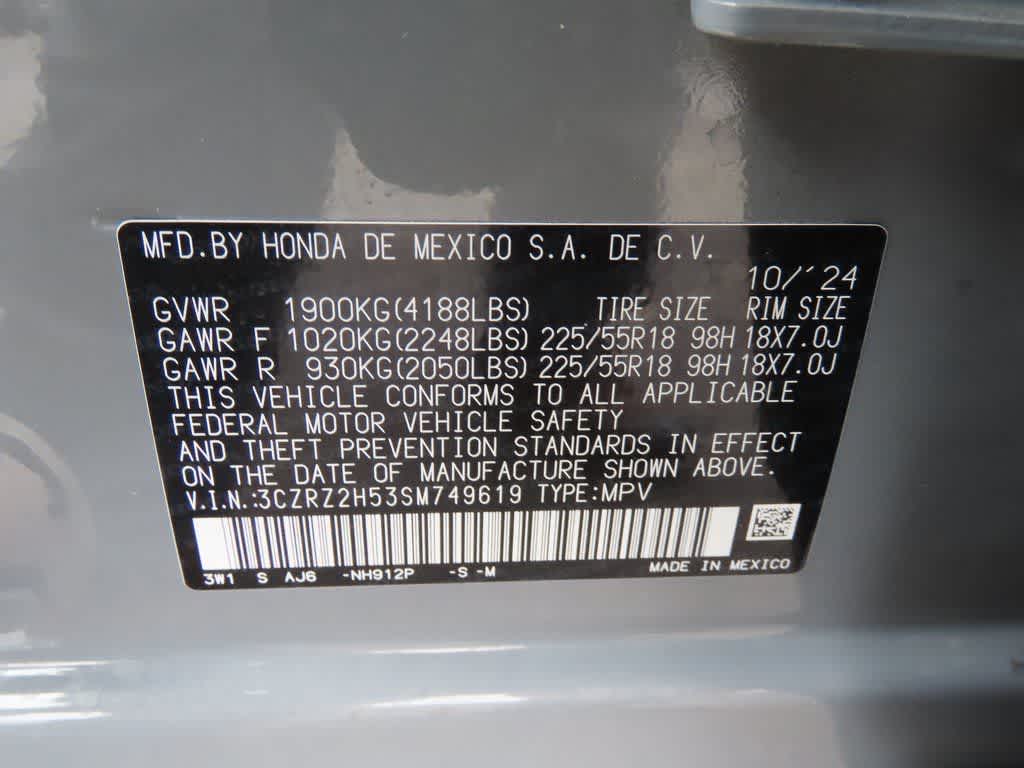 MFD.BY HONDA DE MEXICO S.A. DE C.V.
10/'24
GVWR 1900KG(4188LBS) TIRE SIZE RIM SIZE
GAWR F 1020KG(2248LBS) 225/55R18 98H 18X7.0J
GAWR R 930KG(2050LBS) 225/55R18 98H 18X7.0J
THIS VEHICLE CONFORMS TO ALL APPLICABLE
FEDERAL MOTOR VEHICLE SAFETY
AND THEFT PREVENTION STANDARDS IN EFFECT
ON THE DATE OF MANUFACTURE SHOWN ABOVE.
V.I.N.:3CZRZ2H53SM749619 TYPE:MPV
3W1 S AJ6 -NH912P -S -M MADE IN MEXICO